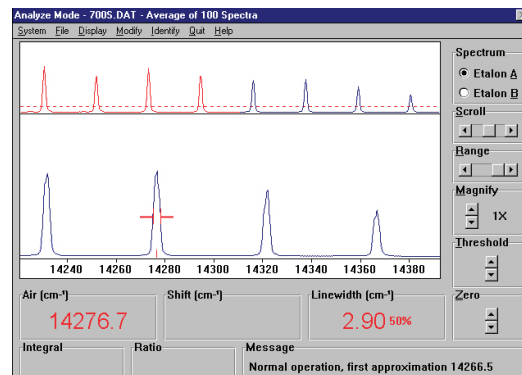 Analyze Mode - 700S.DAT - Average of 100 Spectra
System File Display Modify Identify Quit Help
Spectrum
Etalon A
Etalon B
Scroll
Range
Magnify
1X
Threshold
Zero
14240 14260 14280 14300 14320 14340 14360 14380
Air (cm⁻¹) Shift (cm⁻¹) Linewidth (cm⁻¹)
14276.7 2.90 50%
Integral Ratio Message
Normal operation, first approximation 14266.5